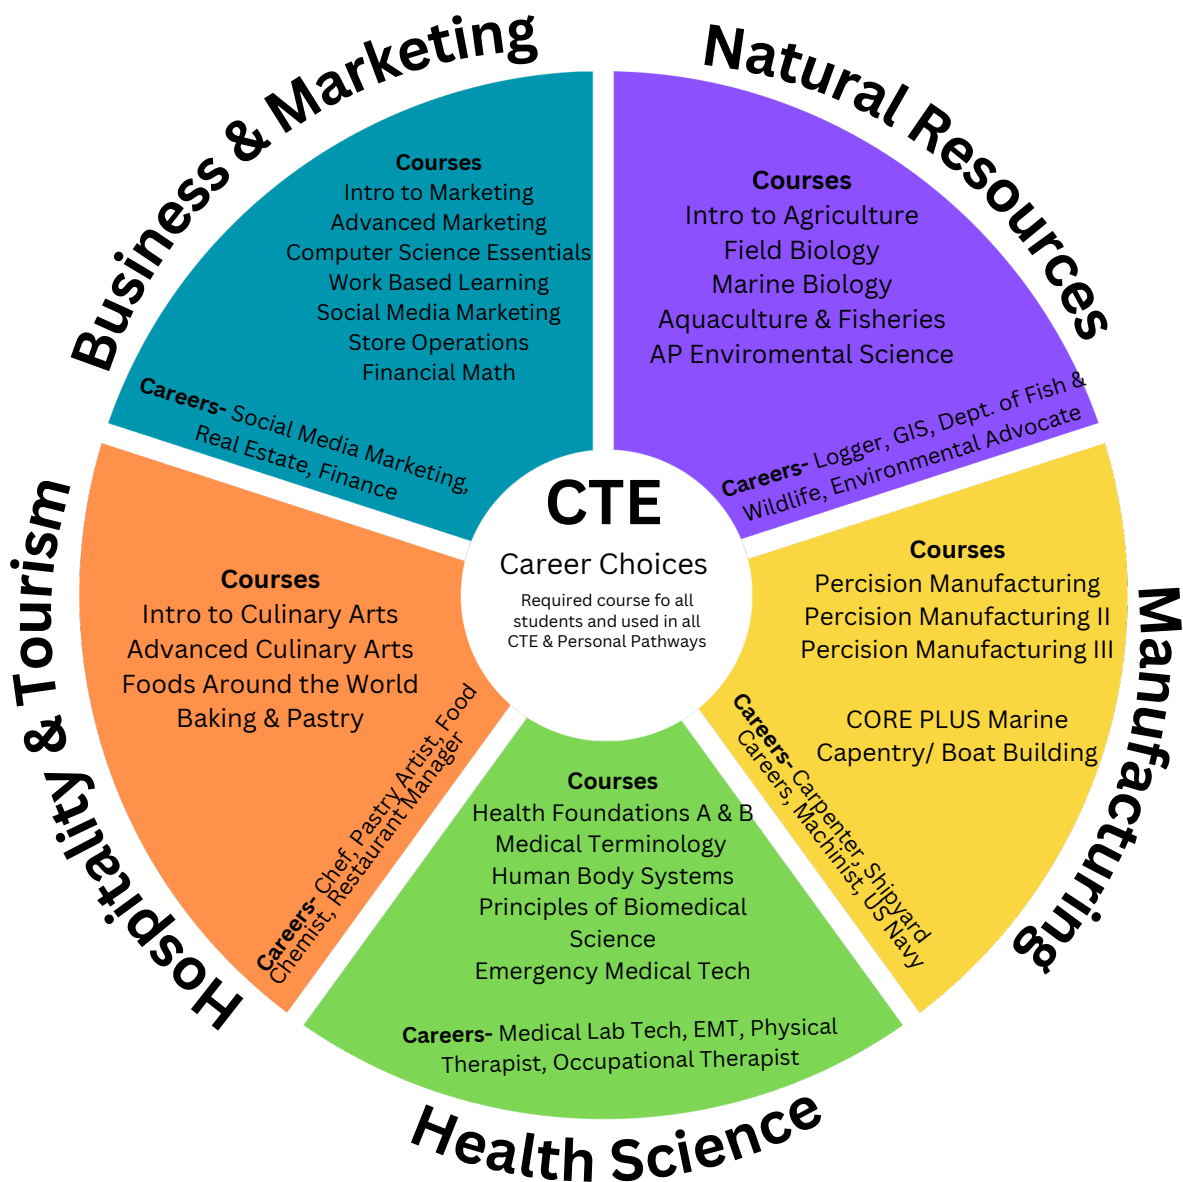 Business & Marketing
Courses
Intro to Marketing
Advanced Marketing
Computer Science Essentials
Work Based Learning
Social Media Marketing
Store Operations
Financial Math
Careers- Social Media Marketing,
Real Estate, Finance
Natural Resources
Courses
Intro to Agriculture
Field Biology
Marine Biology
Aquaculture & Fisheries
AP Enviromental Science
Careers- Logger, GIS, Dept. of Fish &
Wildlife, Environmental Advocate
CTE
Career Choices
Required course fo all
students and used in all
CTE & Personal Pathways
Manufacturing
Courses
Percision Manufacturing
Percision Manufacturing II
Percision Manufacturing III
CORE PLUS Marine
Capentry/ Boat Building
Careers- Carpenter, Shipyard
Careers, Machinist, US Navy
Health Science
Courses
Health Foundations A & B
Medical Terminology
Human Body Systems
Principles of Biomedical
Science
Emergency Medical Tech
Careers- Medical Lab Tech, EMT, Physical
Therapist, Occupational Therapist
Hospitality & Tourism
Courses
Intro to Culinary Arts
Advanced Culinary Arts
Foods Around the World
Baking & Pastry
Careers- Chef, Pastry Artist, Food
Chemist, Restaurant Manager